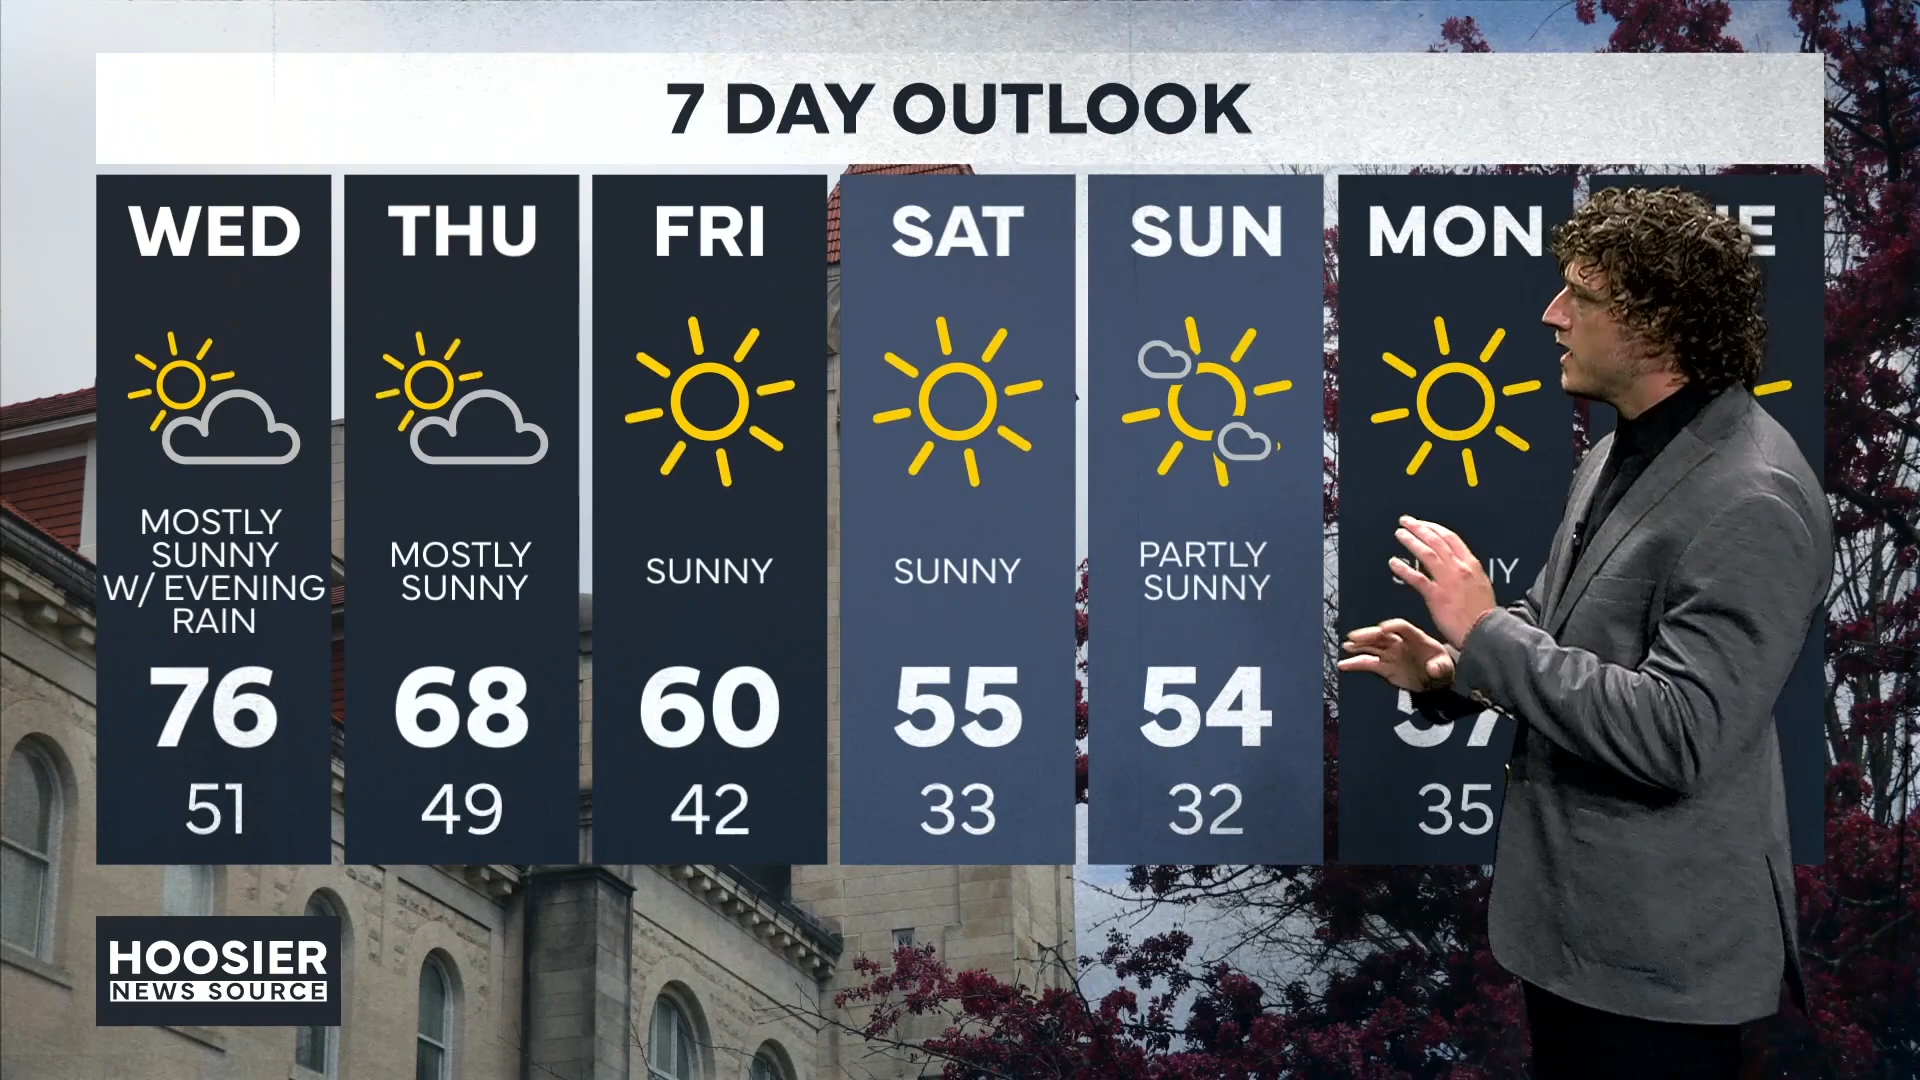 7 DAY OUTLOOK
WED
MOSTLY
SUNNY
W/ EVENING
RAIN
76
51
THU
MOSTLY
SUNNY
68
49
FRI
SUNNY
60
42
SAT
SUNNY
55
33
SUN
PARTLY
SUNNY
54
32
MON
57
35
HOOSIER
NEWS SOURCE